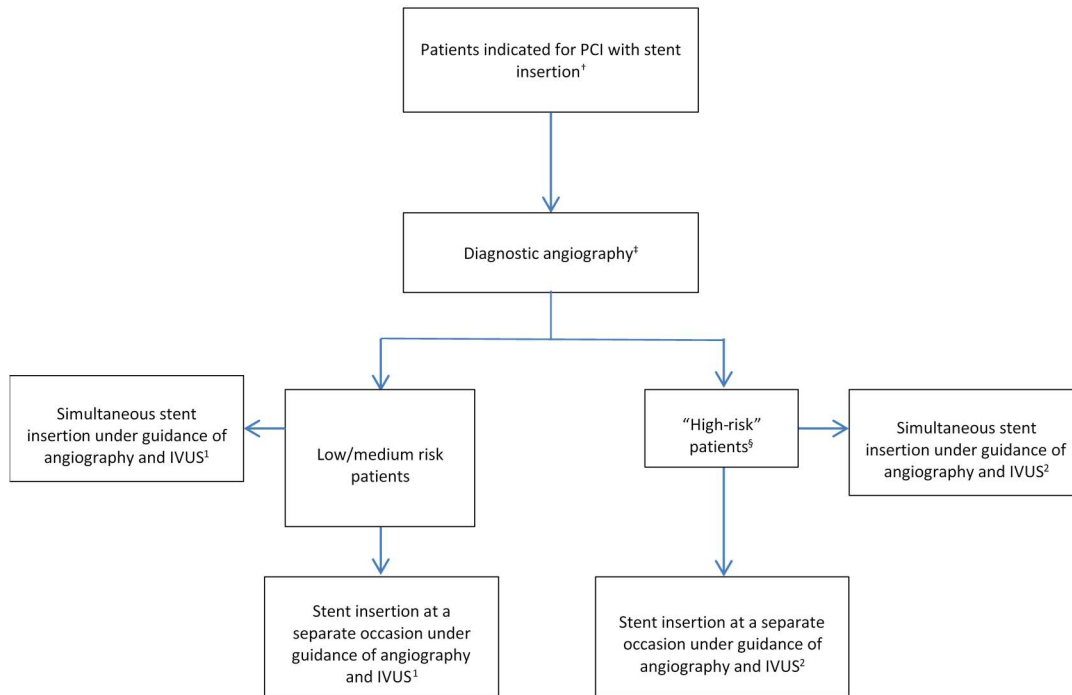 Patients indicated for PCI with stent
insertion†
Diagnostic angiography‡
Simultaneous stent
insertion under guidance of
angiography and IVUS¹
Low/medium risk
patients
“High-risk”
patients§
Simultaneous stent
insertion under guidance of
angiography and IVUS²
Stent insertion at a
separate occasion under
guidance of angiography
and IVUS¹
Stent insertion at a separate
occasion under guidance of
angiography and IVUS²